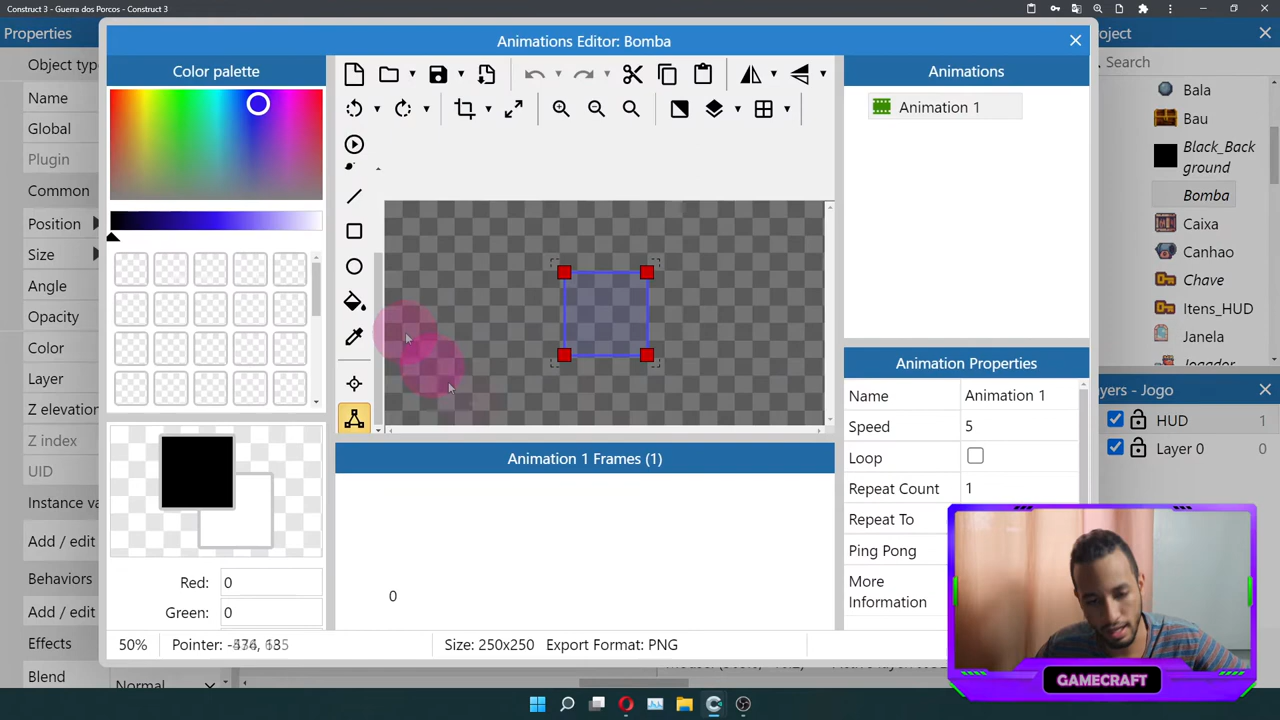 Construct 3 - Guerra dos Porcos - Construct 3
Properties
Animations Editor: Bomba
Object typ
Name
Global
Plugin
Common
Position
Size
Angle
Opacity
Color
Layer
Z elevatio
Z index
UID
Instance va
Add / edit
Behaviors
Add / edit
Effects
Blend
Normal
Color palette
Red: 0
Green: 0
Animations
Animation 1
Animation 1 Frames (1)
0
Animation Properties
Name Animation 1
Speed 5
Loop
Repeat Count 1
Repeat To
Ping Pong
More
Information
50%
Size: 250x250
Export Format: PNG
oject
Search
Bala
Bau
Black_Back
ground
Bomba
Caixa
Canhao
Chave
Itens_HUD
Janela
Jogador
ayers - Jogo
HUD 1
Layer 0 0
GAMECRAFT